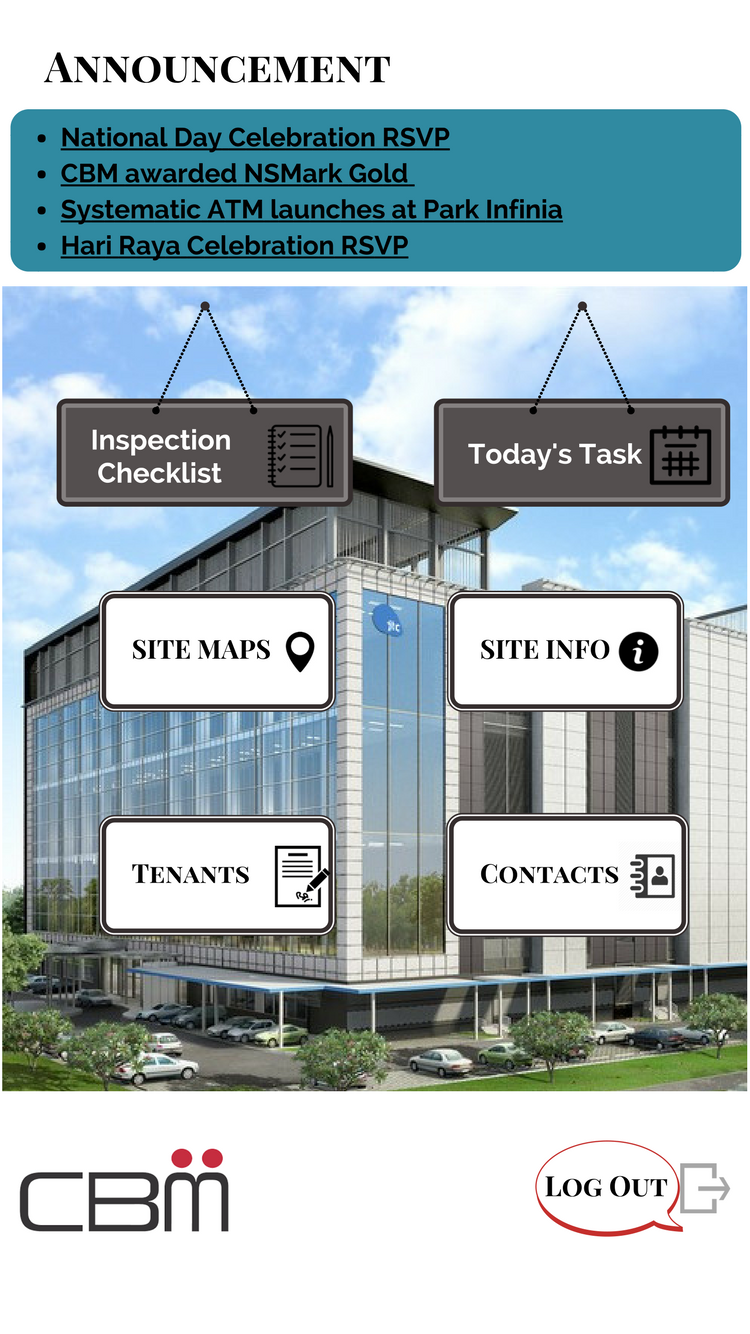 ANNOUNCEMENT
National Day Celebration RSVP
CBM awarded NSMark Gold
Systematic ATM launches at Park Infinia
Hari Raya Celebration RSVP
Inspection
Checklist
Today's Task
jtc
SITE MAPS
SITE INFO
i
TENANTS
CONTACTS
CBM
LOG OUT